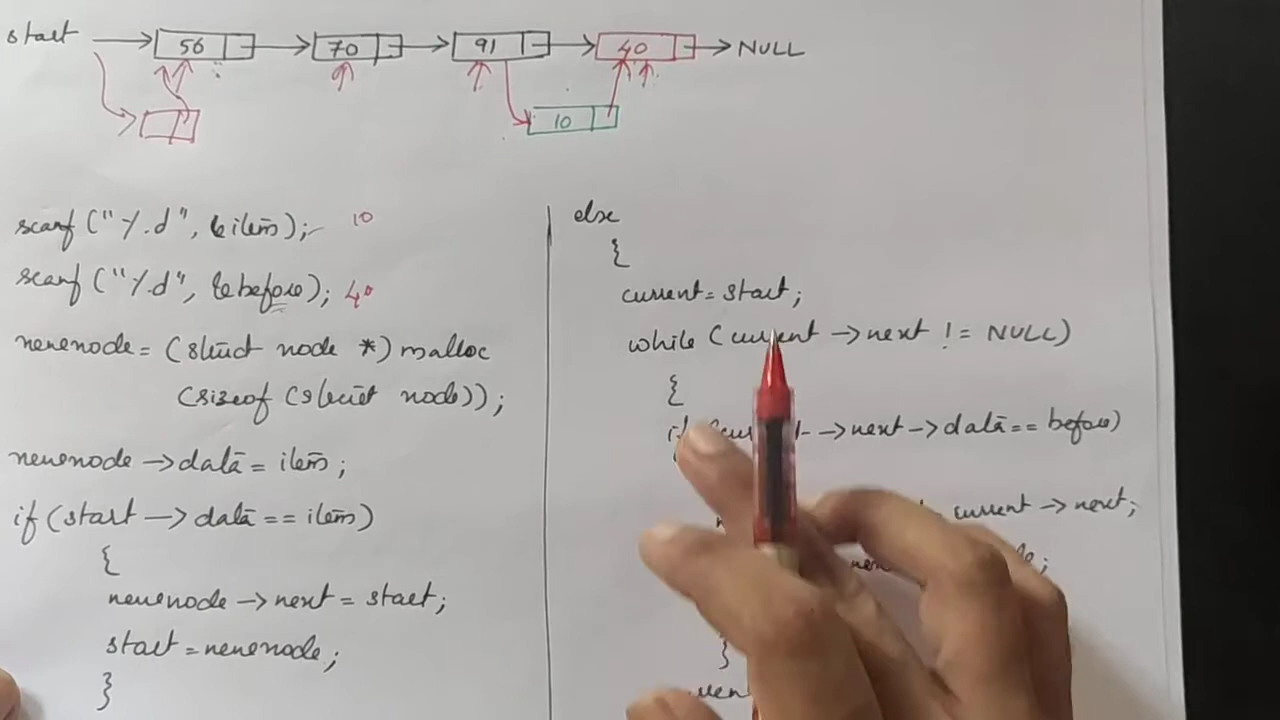 start → 56 → 70 → 91 → 40 → NULL
10
scanf ("%d", &item); 10
scanf ("%d", &before); 40
newnode = (struct node *) malloc
(sizeof (struct node));
newnode → data = item;
if (start → data == item)
{
newnode → next = start;
start = newnode;
}
else
{
current = start;
while (current → next != NULL)
{
if → next → data == before)
current → next;
}